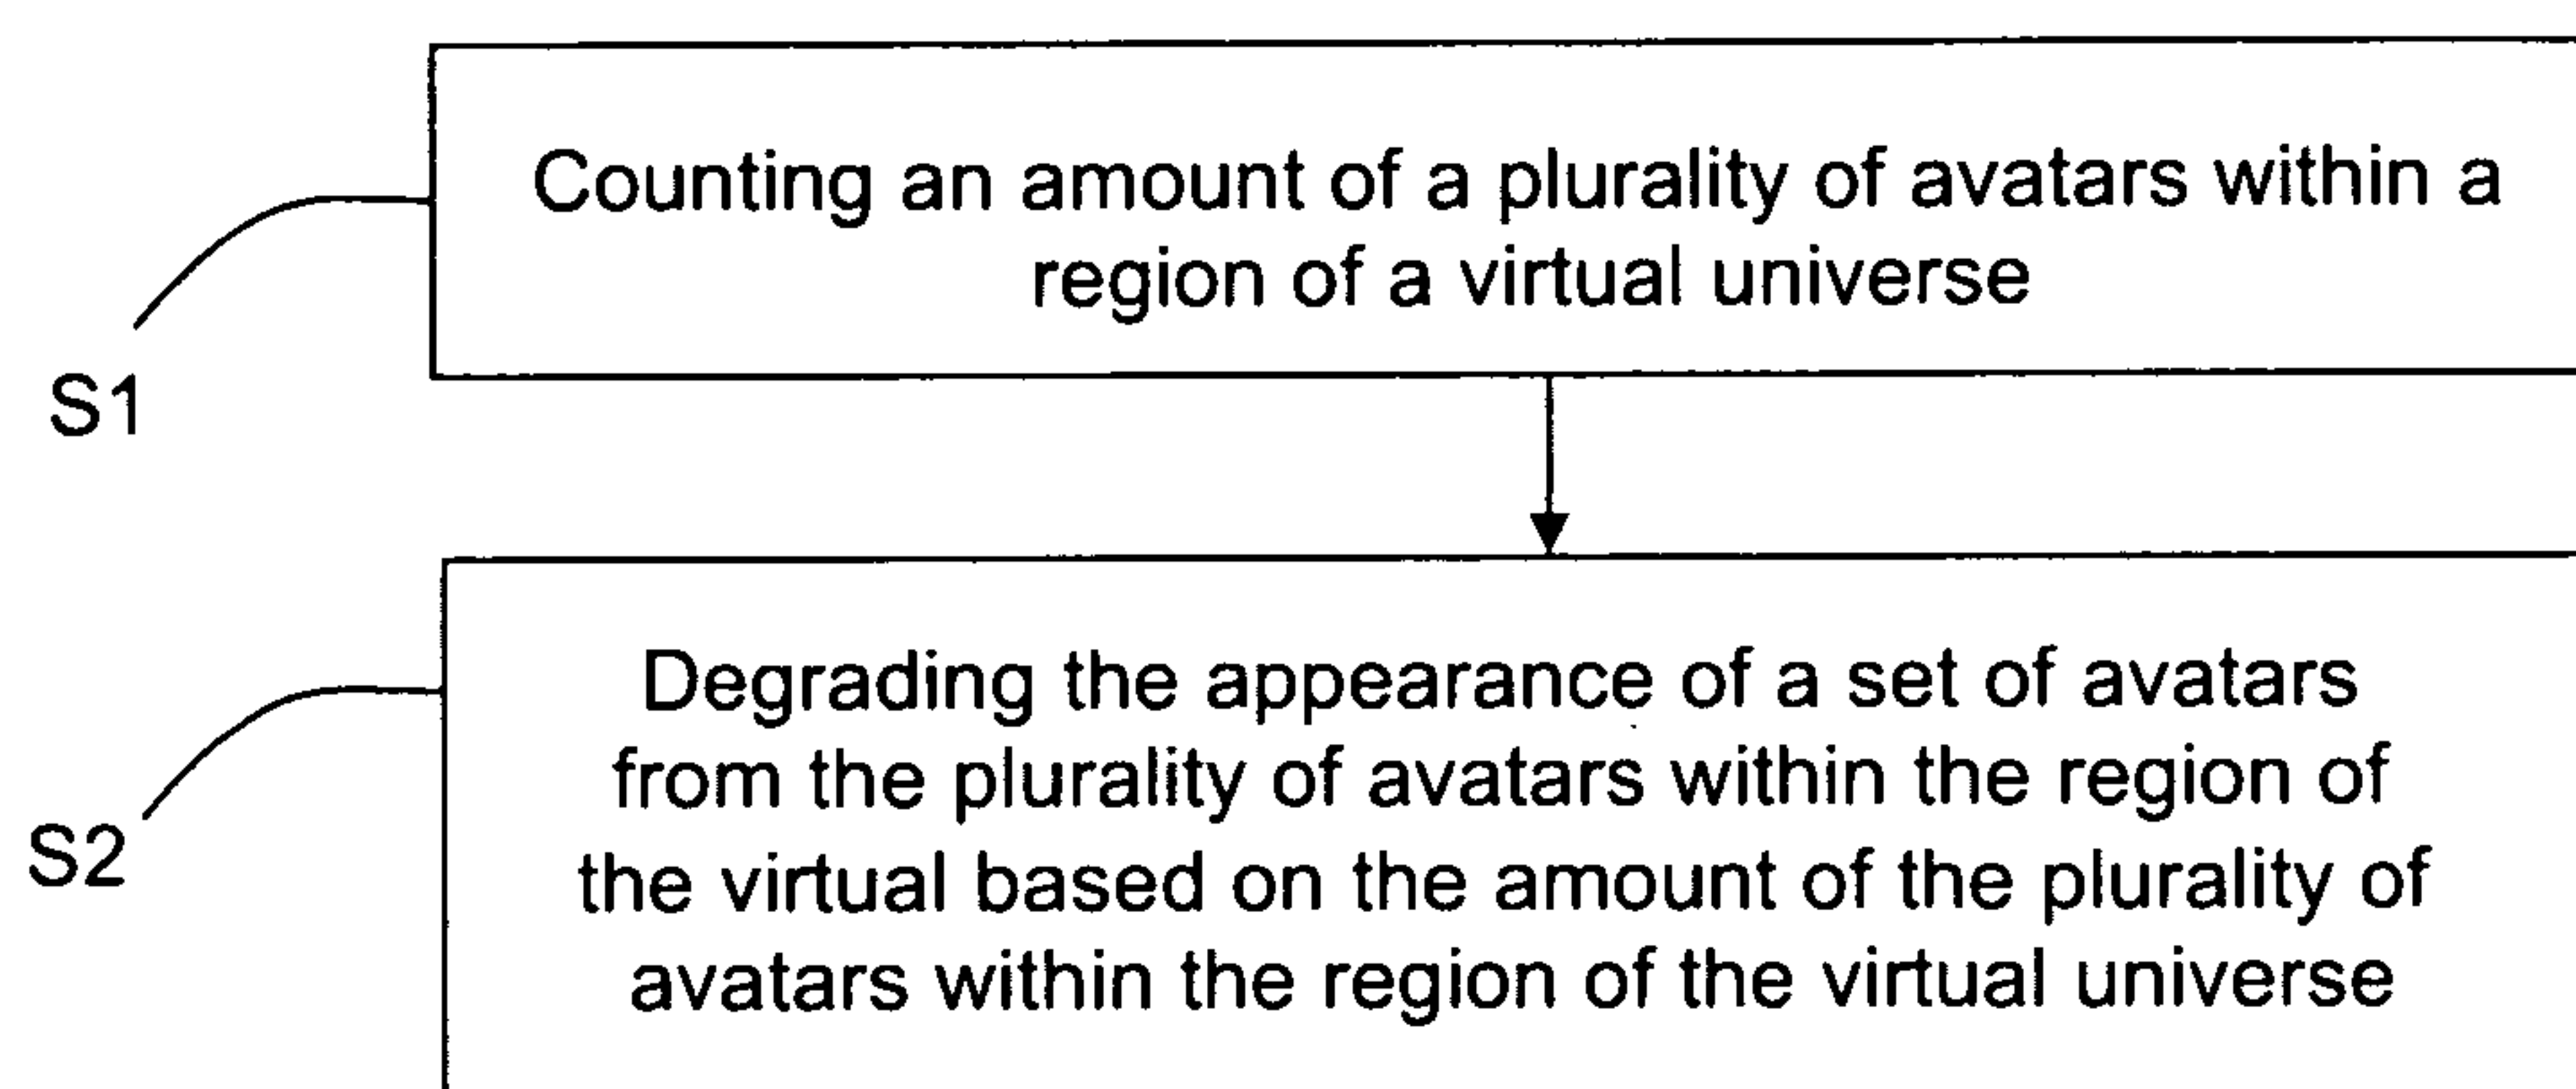 Counting an amount of a plurality of avatars within a
region of a virtual universe
S1
Degrading the appearance of a set of avatars
from the plurality of avatars within the region of
the virtual based on the amount of the plurality of
avatars within the region of the virtual universe
S2